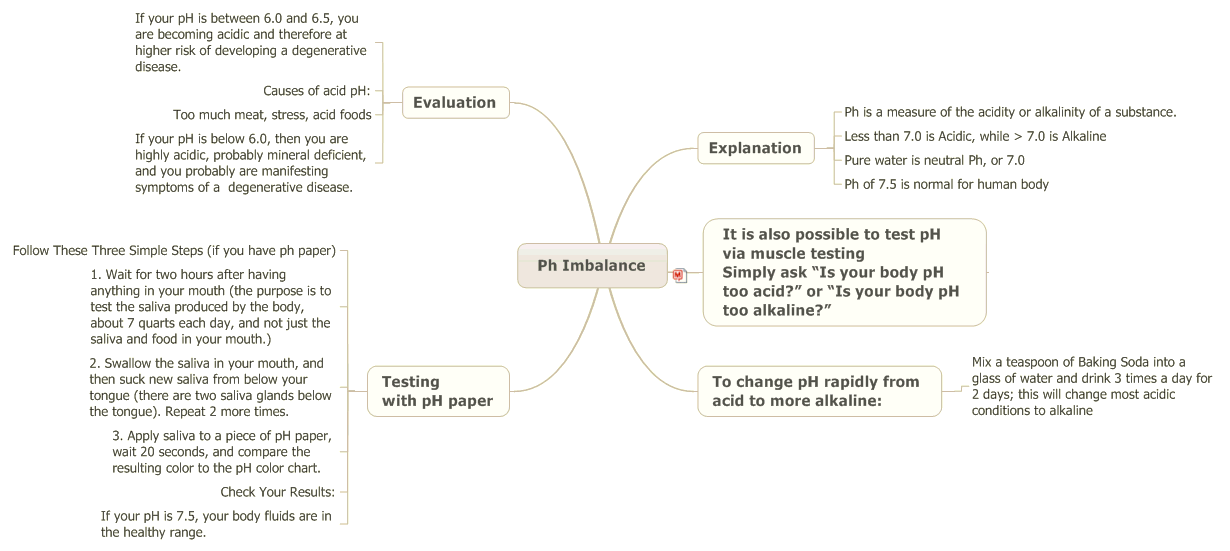 If your pH is between 6.0 and 6.5, you
are becoming acidic and therefore at
higher risk of developing a degenerative
disease.
Causes of acid pH:
Too much meat, stress, acid foods
If your pH is below 6.0, then you are
highly acidic, probably mineral deficient,
and you probably are manifesting
symptoms of a  degenerative disease.
Evaluation
Explanation
Ph is a measure of the acidity or alkalinity of a substance.
Less than 7.0 is Acidic, while > 7.0 is Alkaline
Pure water is neutral Ph, or 7.0
Ph of 7.5 is normal for human body
Ph Imbalance
It is also possible to test pH
via muscle testing
Simply ask “Is your body pH
too acid?” or “Is your body pH
too alkaline?”
Follow These Three Simple Steps (if you have ph paper)
1. Wait for two hours after having
anything in your mouth (the purpose is to
test the saliva produced by the body,
about 7 quarts each day, and not just the
saliva and food in your mouth.)
2. Swallow the saliva in your mouth, and
then suck new saliva from below your
tongue (there are two saliva glands below
the tongue). Repeat 2 more times.
3. Apply saliva to a piece of pH paper,
wait 20 seconds, and compare the
resulting color to the pH color chart.
Check Your Results:
If your pH is 7.5, your body fluids are in
the healthy range.
Testing
with pH paper
To change pH rapidly from
acid to more alkaline:
Mix a teaspoon of Baking Soda into a
glass of water and drink 3 times a day for
2 days; this will change most acidic
conditions to alkaline